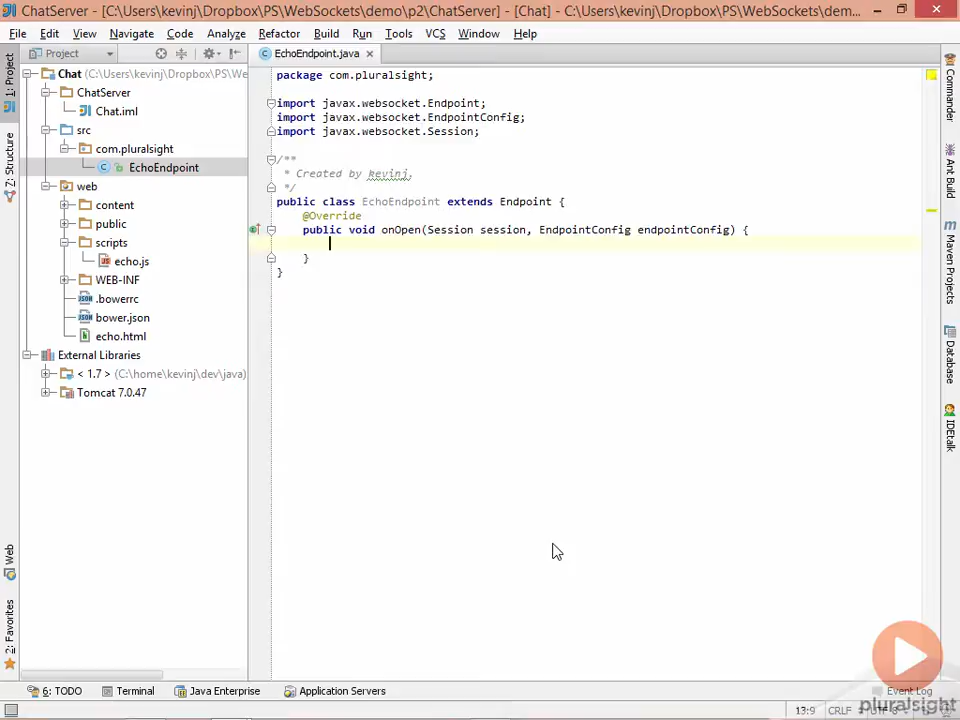 ChatServer - [C:\Users\kevinj\Dropbox\PS\WebSockets\demo\p2\ChatServer] - [Chat] - C:\Users\kevinj\Dropbox\PS\WebSockets\dem...
File Edit View Navigate Code Analyze Refactor Build Run Tools VCS Window Help
Project
EchoEndpoint.java
1: Project
7: Structure
Web
2: Favorites
Chat (C:\Users\kevinj\Dropbox\PS\We
ChatServer
Chat.iml
src
com.pluralsight
EchoEndpoint
web
content
public
scripts
echo.js
WEB-INF
.bowerrc
bower.json
echo.html
External Libraries
< 1.7 > (C:\home\kevinj\dev\java)
Tomcat 7.0.47
package com.pluralsight;
import javax.websocket.Endpoint;
import javax.websocket.EndpointConfig;
import javax.websocket.Session;
/**
* Created by kevinj.
*/
public class EchoEndpoint extends Endpoint {
@Override
public void onOpen(Session session, EndpointConfig endpointConfig) {
}
}
Commander
Ant Build
Maven Projects
Database
IDEtalk
6: TODO Terminal Java Enterprise Application Servers Event Log
13:9 CRLF UTF-8
pluralsight